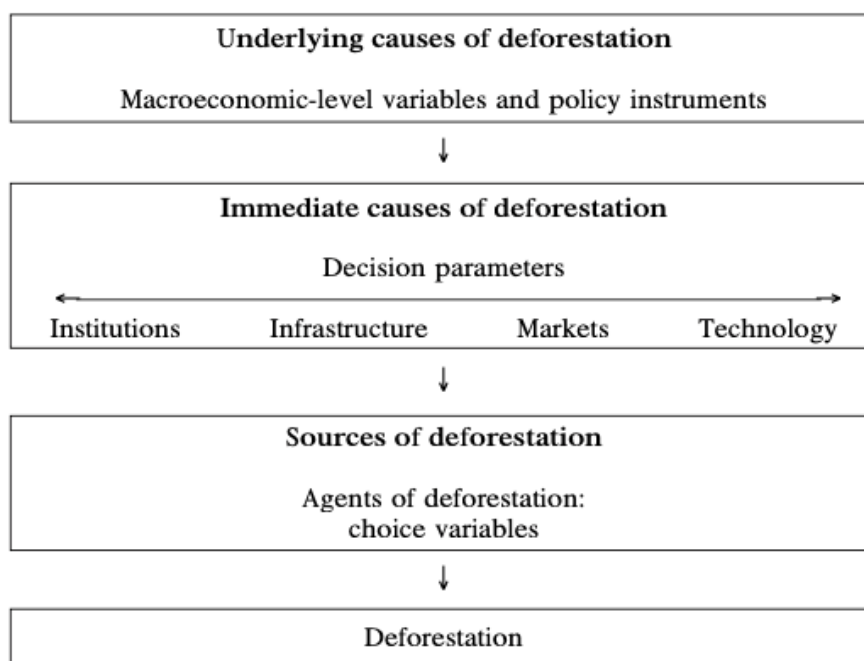 Underlying causes of deforestation
Macroeconomic-level variables and policy instruments
Immediate causes of deforestation
Decision parameters
Institutions Infrastructure Markets Technology
Sources of deforestation
Agents of deforestation:
choice variables
Deforestation